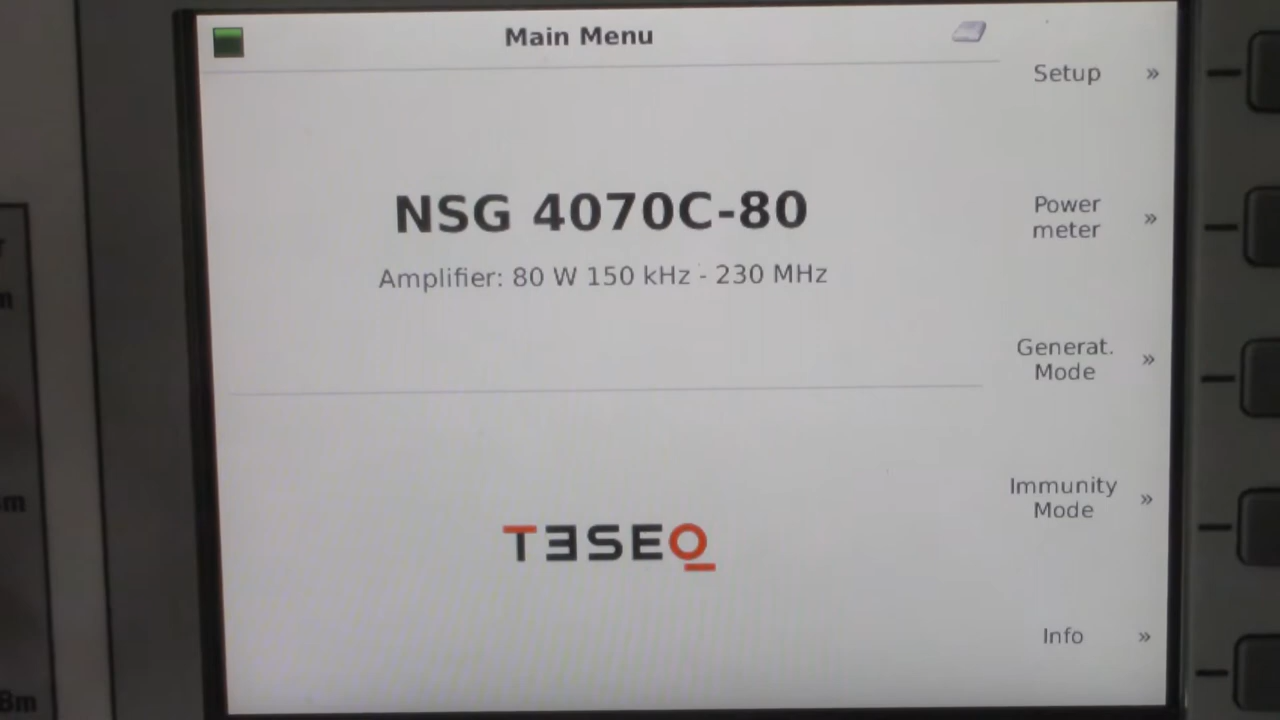 Main Menu
Setup »
NSG 4070C-80
Amplifier: 80 W 150 kHz - 230 MHz
Power
meter »
Generat.
Mode »
Immunity
Mode »
TESEQ
Info »